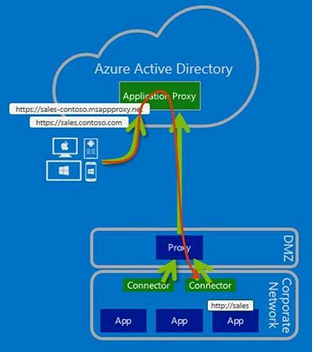 Azure Active Directory
Application Proxy
https://sales-contoso.msappproxy.net
https://sales.contoso.com
Proxy
DMZ
Connector
Connector
http://sales
App
App
App
Corporate
Network